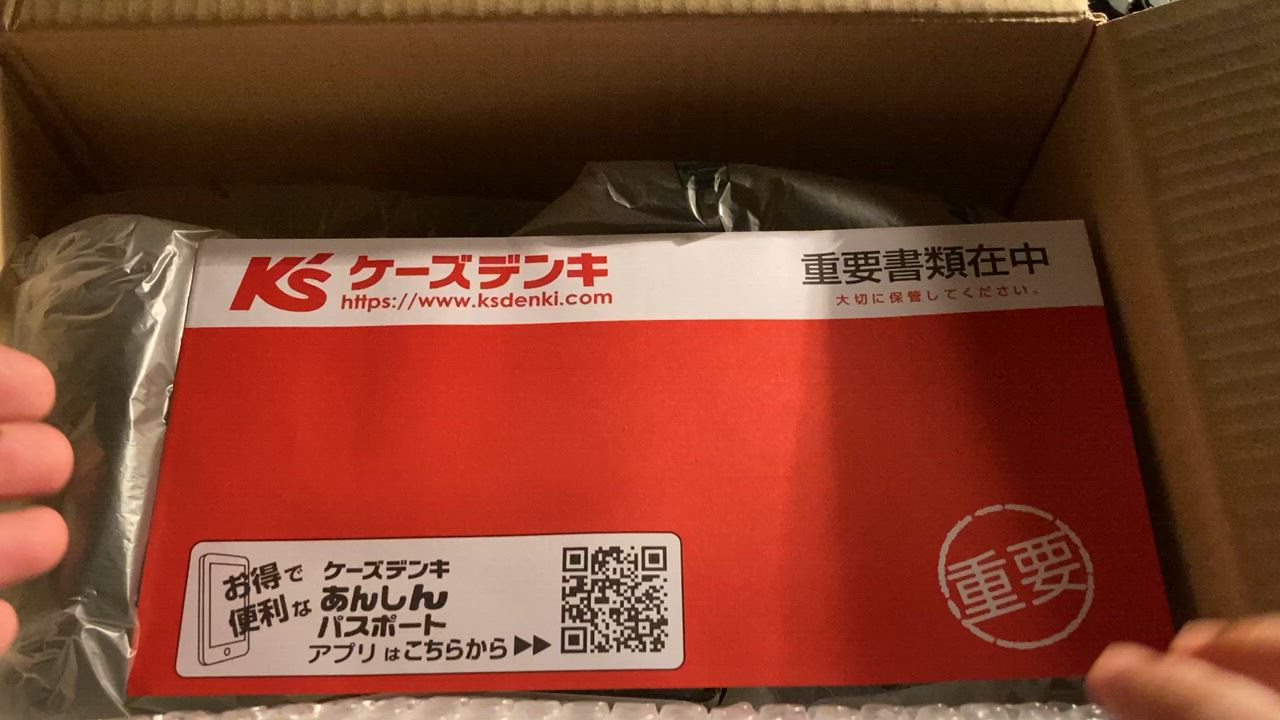 K's ケーズデンキ
https://www.ksdenki.com
重要書類在中
大切に保管してください。
お得で
便利な
ケーズデンキ
あんしん
パスポート
アプリはこちらから▶▶
重要